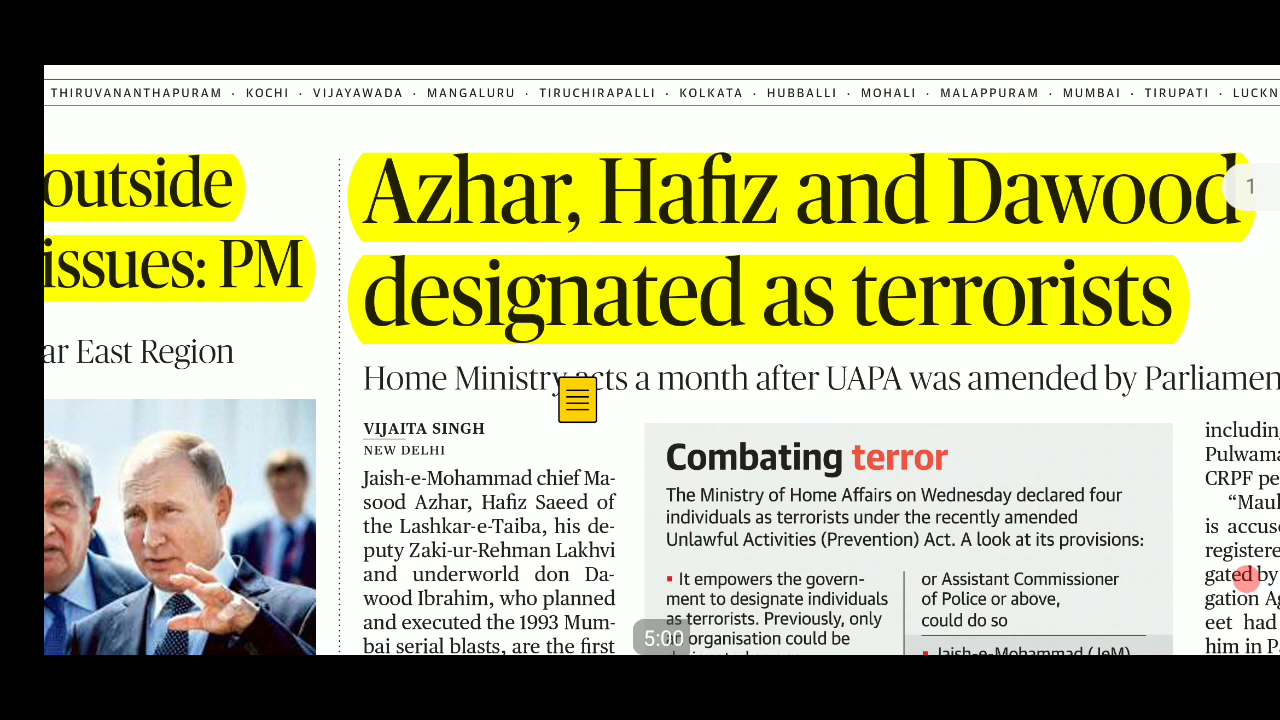 THIRUVANANTHAPURAM · KOCHI · VIJAYAWADA · MANGALURU · TIRUCHIRAPALLI · KOLKATA · HUBBALLI · MOHALI · MALAPPURAM · MUMBAI · TIRUPATI · LUCKN
outside
issues: PM
ar East Region
Azhar, Hafiz and Dawood
designated as terrorists
Home Ministry acts a month after UAPA was amended by Parliamen
VIJAITA SINGH
NEW DELHI
Jaish-e-Mohammad chief Ma-
sood Azhar, Hafiz Saeed of
the Lashkar-e-Taiba, his de-
puty Zaki-ur-Rehman Lakhvi
and underworld don Da-
wood Ibrahim, who planned
and executed the 1993 Mum-
bai serial blasts, are the first
Combating terror
The Ministry of Home Affairs on Wednesday declared four
individuals as terrorists under the recently amended
Unlawful Activities (Prevention) Act. A look at its provisions:
▪ It empowers the govern-
ment to designate individuals
as terrorists. Previously, only
organisation could be
or Assistant Commissioner
of Police or above,
could do so
▪ Jaish-e-Mohammad (JeM)
including
Pulwama
CRPF pe
“Maul
is accus
registere
gated by
gation Ag
eet had
him in P
1
5:00